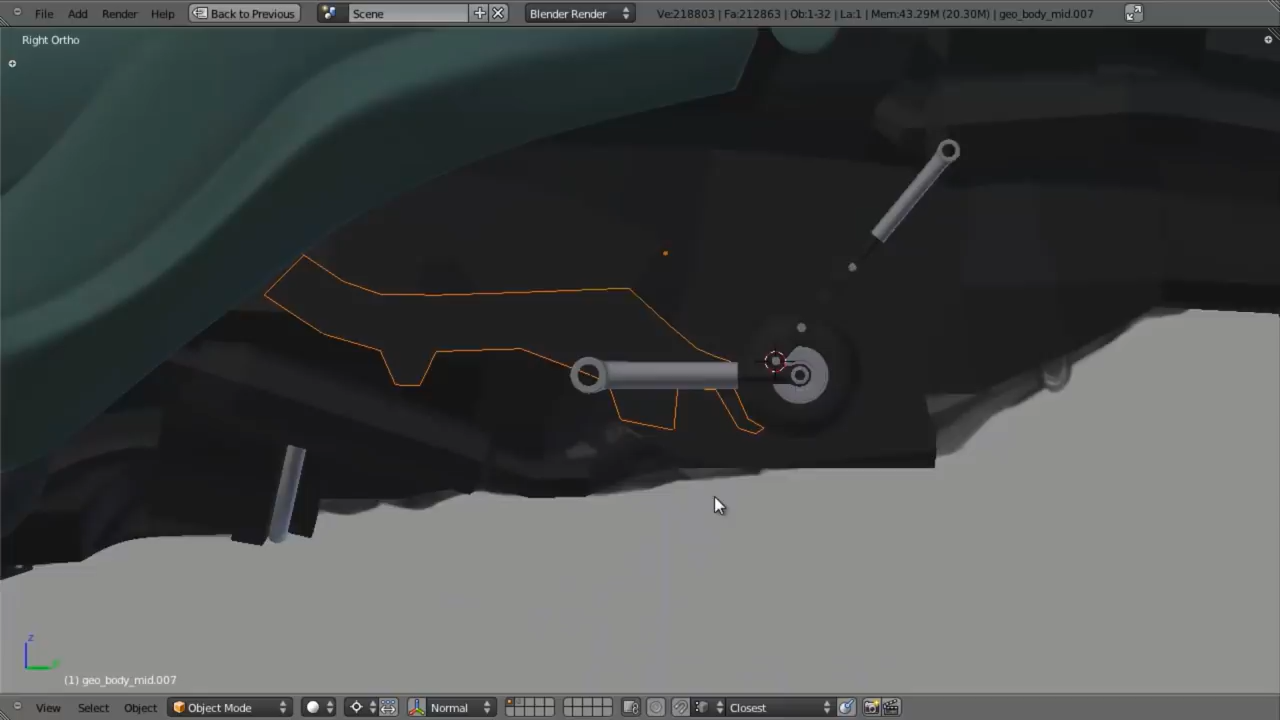 File Add Render Help Back to Previous Scene Blender Render Ve:218803 | Fa:212863 | Ob:1-32 | La:1 | Mem:43.29M (20.30M) | geo_body_mid.007
Right Ortho
z
(1) geo_body_mid.007
View Select Object Object Mode Normal Closest